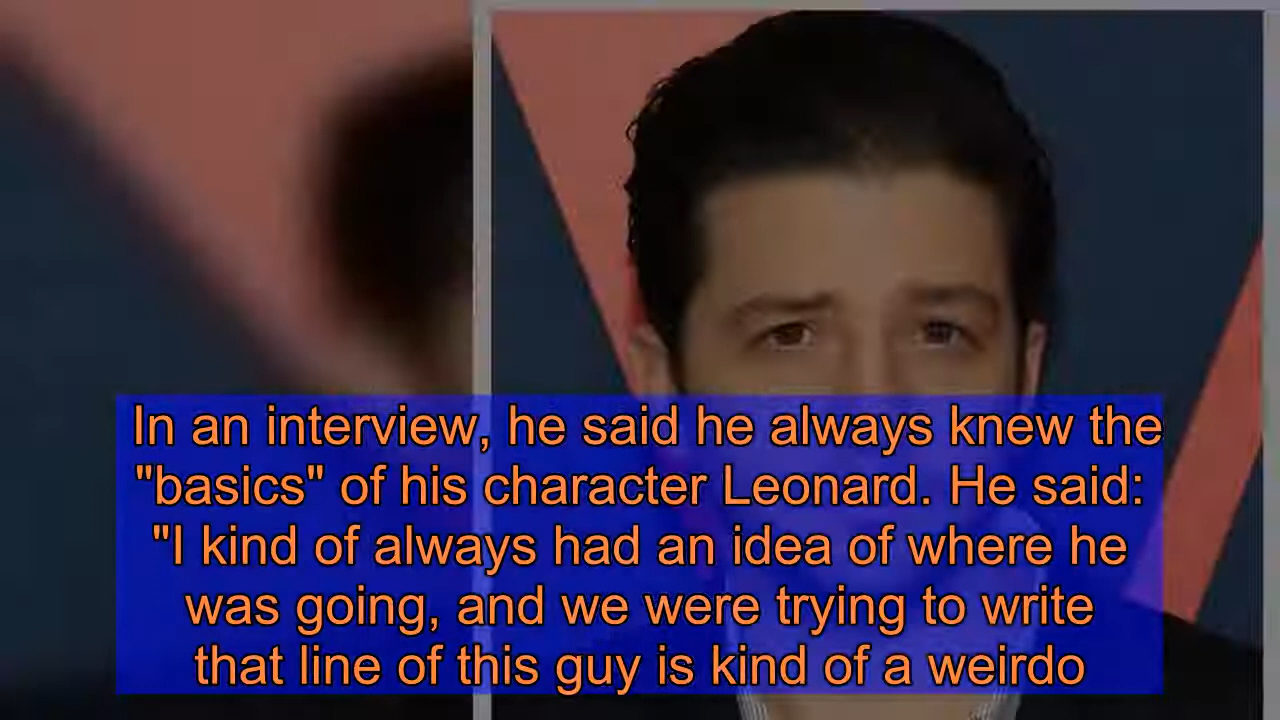 In an interview, he said he always knew the
"basics" of his character Leonard. He said:
"I kind of always had an idea of where he
was going, and we were trying to write
that line of this guy is kind of a weirdo